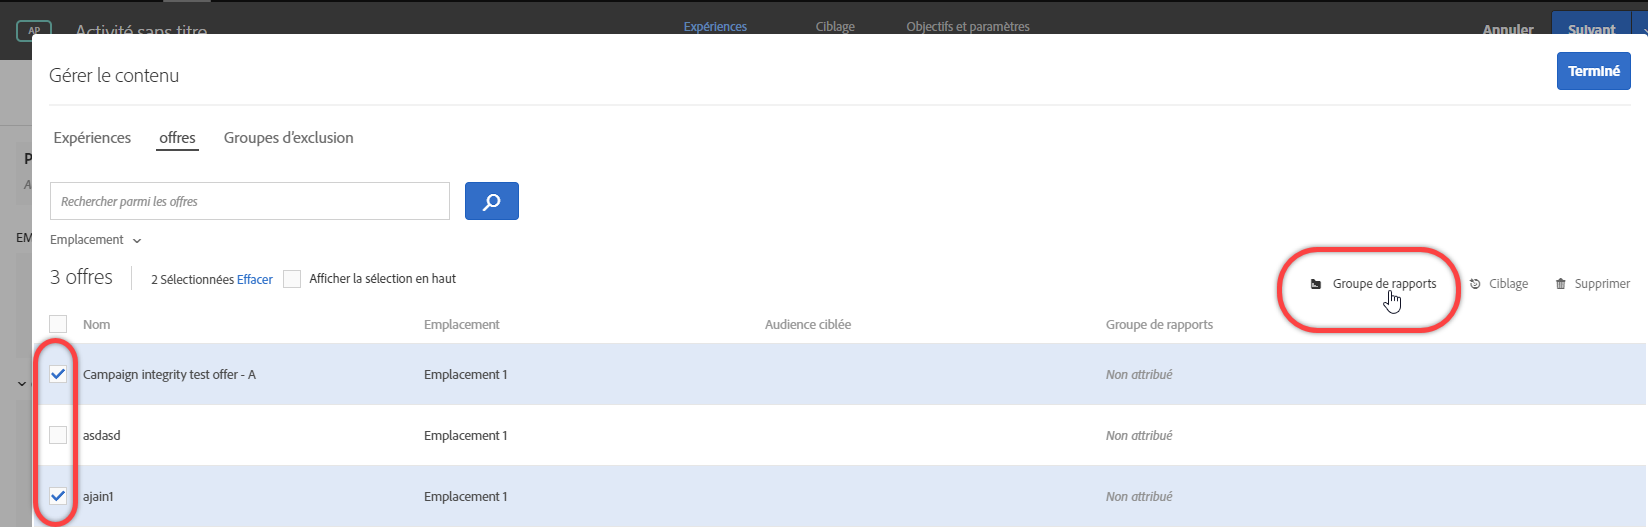 AP Activité sans titre Expériences Ciblage Objectifs et paramètres Annuler Suivant
Gérer le contenu Terminé
Expériences offres Groupes d'exclusion
P
A
Rechercher parmi les offres
EM
Emplacement
3 offres 2 Sélectionnées Effacer Afficher la sélection en haut Groupe de rapports Ciblage Supprimer
Nom Emplacement Audience ciblée Groupe de rapports
Campaign integrity test offer - A Emplacement 1 Non attribué
asdasd Emplacement 1 Non attribué
ajain1 Emplacement 1 Non attribué